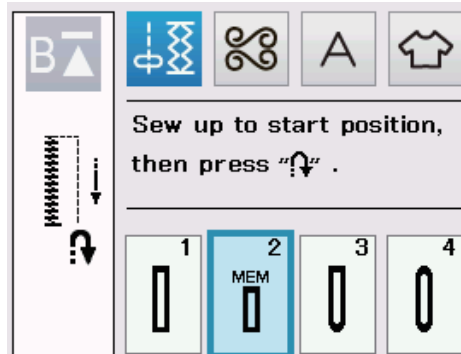 B
A
Sew up to start position,
then press “” .
1 2 3 4
MEM